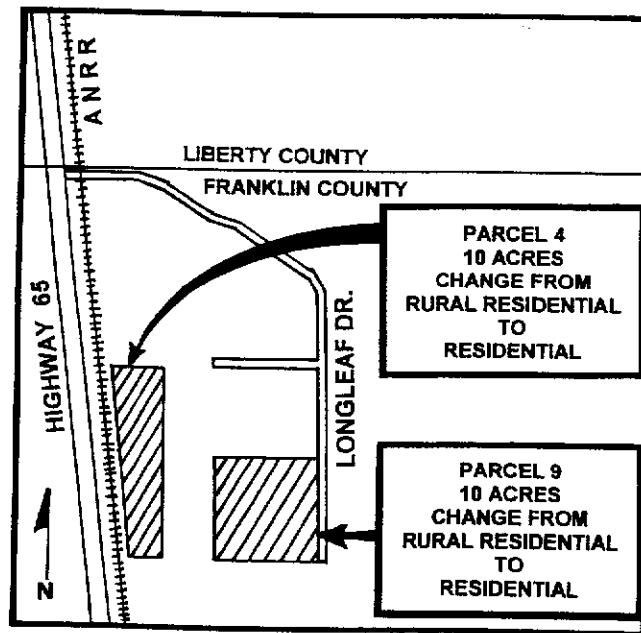 ANRR
LIBERTY COUNTY
FRANKLIN COUNTY
HIGHWAY 65
LONGLEAF DR.
PARCEL 4
10 ACRES
CHANGE FROM
RURAL RESIDENTIAL
TO
RESIDENTIAL
PARCEL 9
10 ACRES
CHANGE FROM
RURAL RESIDENTIAL
TO
RESIDENTIAL
N